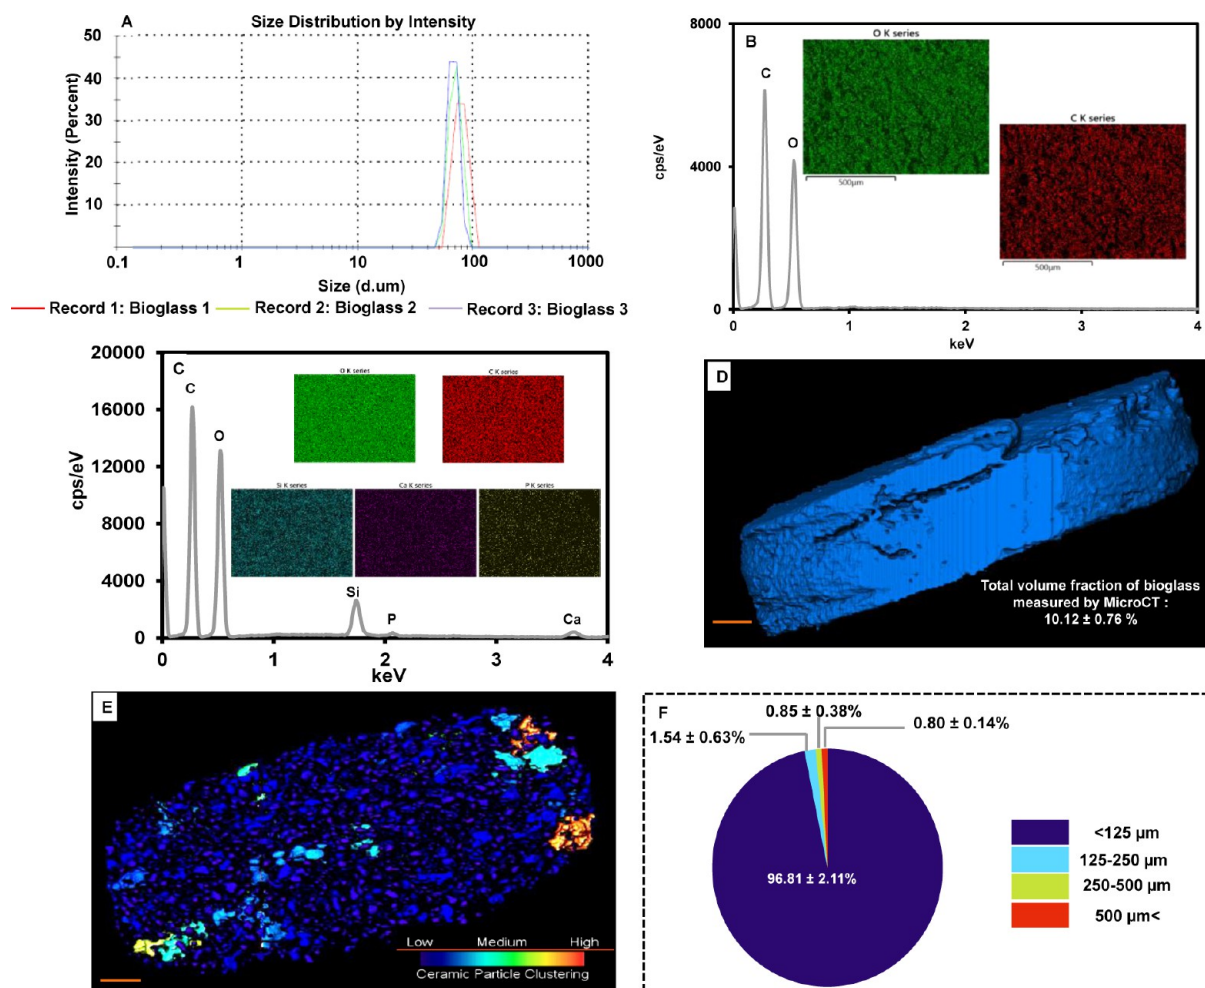 A
Size Distribution by Intensity
Intensity (Percent)
50
40
30
20
10
0.1 1 10 100 1000
Size (d.um)
Record 1: Bioglass 1 Record 2: Bioglass 2 Record 3: Bioglass 3
B
cps/eV
8000
4000
0
C
O
O K series
500µm
C K series
500µm
0 1 2 3 4
keV
C
cps/eV
20000
16000
12000
8000
4000
0
C
O
O K series
C K series
Si K series
Ca K series
P K series
Si
P
Ca
0 1 2 3 4
keV
D
Total volume fraction of bioglass
measured by MicroCT :
10.12 ± 0.76 %
E
Low Medium High
Ceramic Particle Clustering
F
0.85 ± 0.38%
1.54 ± 0.63%
0.80 ± 0.14%
96.81 ± 2.11%
<125 µm
125-250 µm
250-500 µm
500 µm<